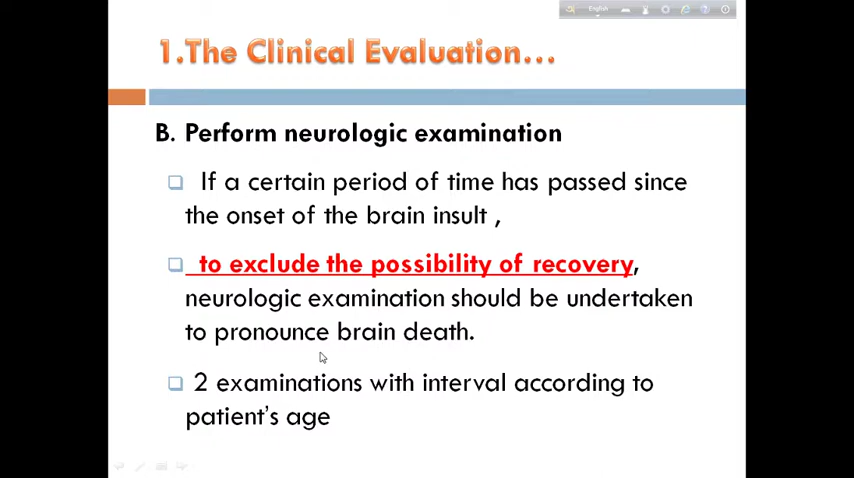 English
1.The Clinical Evaluation...
B. Perform neurologic examination
If a certain period of time has passed since
the onset of the brain insult ,
to exclude the possibility of recovery,
neurologic examination should be undertaken
to pronounce brain death.
2 examinations with interval according to
patient's age